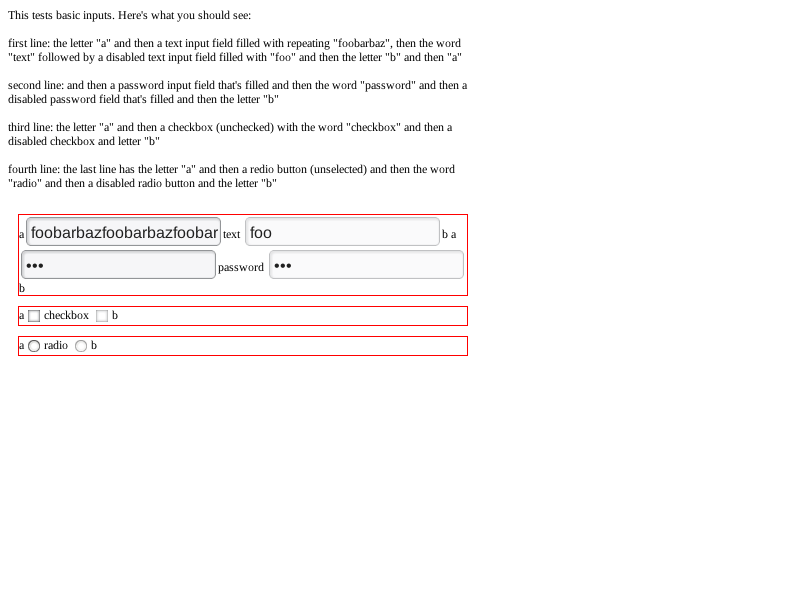 This tests basic inputs. Here's what you should see:
first line: the letter "a" and then a text input field filled with repeating "foobarbaz", then the word
"text" followed by a disabled text input field filled with "foo" and then the letter "b" and then "a"
second line: and then a password input field that's filled and then the word "password" and then a
disabled password field that's filled and then the letter "b"
third line: the letter "a" and then a checkbox (unchecked) with the word "checkbox" and then a
disabled checkbox and letter "b"
fourth line: the last line has the letter "a" and then a redio button (unselected) and then the word
"radio" and then a disabled radio button and the letter "b"
a foobarbazfoobarbazfoobar text foo b a
••• password •••
b
a checkbox b
a radio b